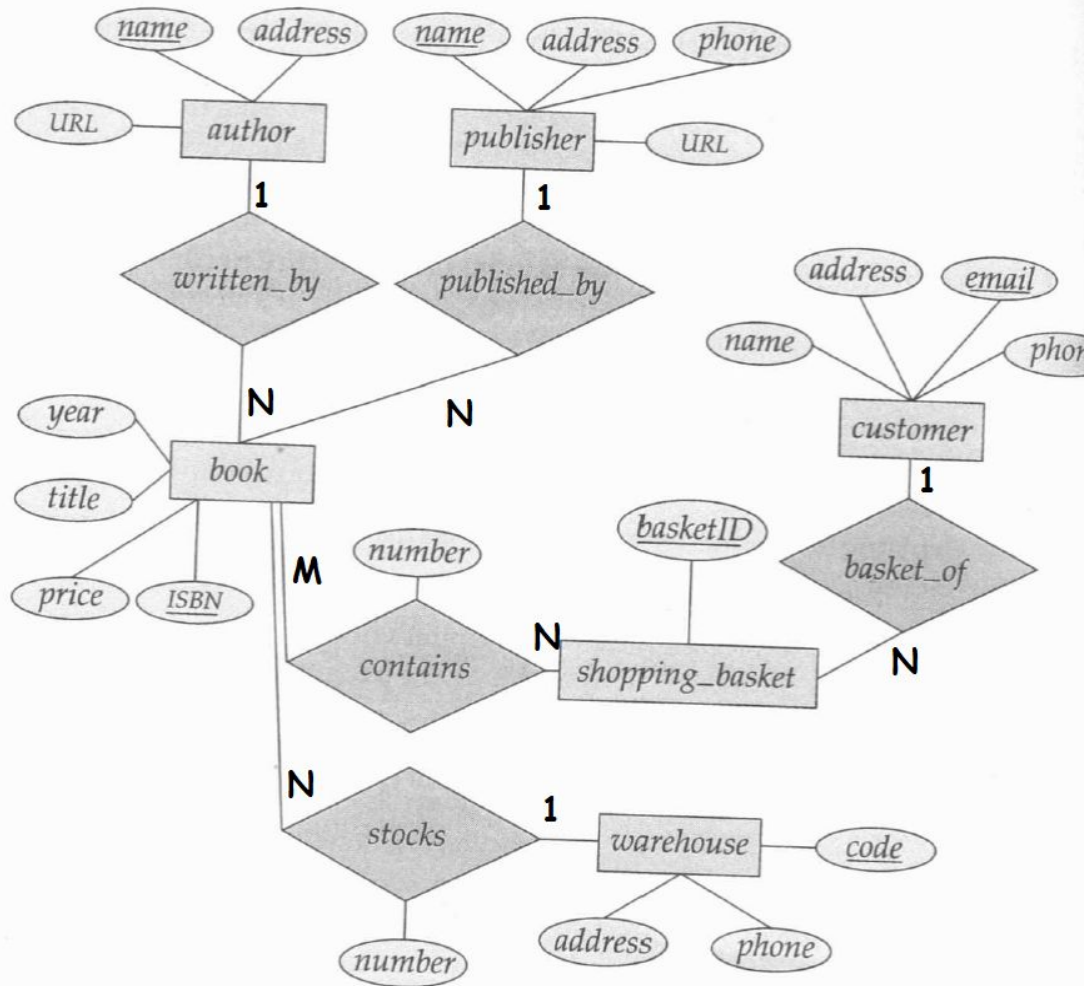 name
address
name
address
phone
URL
author
publisher
URL
1
1
written_by
published_by
address
email
name
phon
N
N
year
customer
book
1
title
basketID
number
M
basket_of
price
ISBN
N
contains
shopping_basket
N
N
1
stocks
warehouse
code
address
phone
number